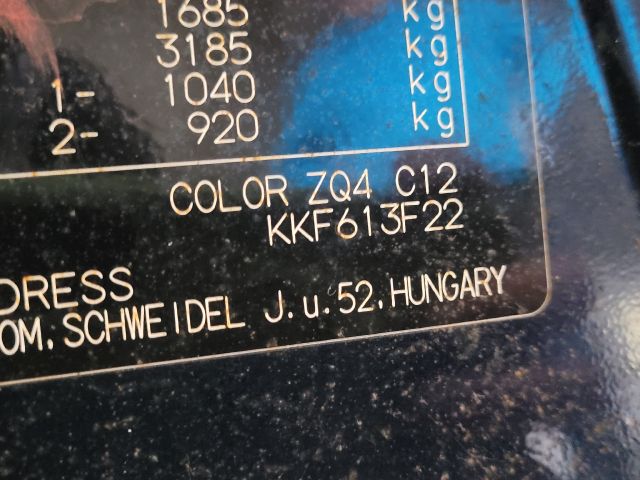 1685 kg
3185 kg
1- 1040 kg
2- 920 kg
COLOR ZQ4 C12
KKF613F22
DRESS
OM, SCHWEIDEL J.u.52, HUNGARY